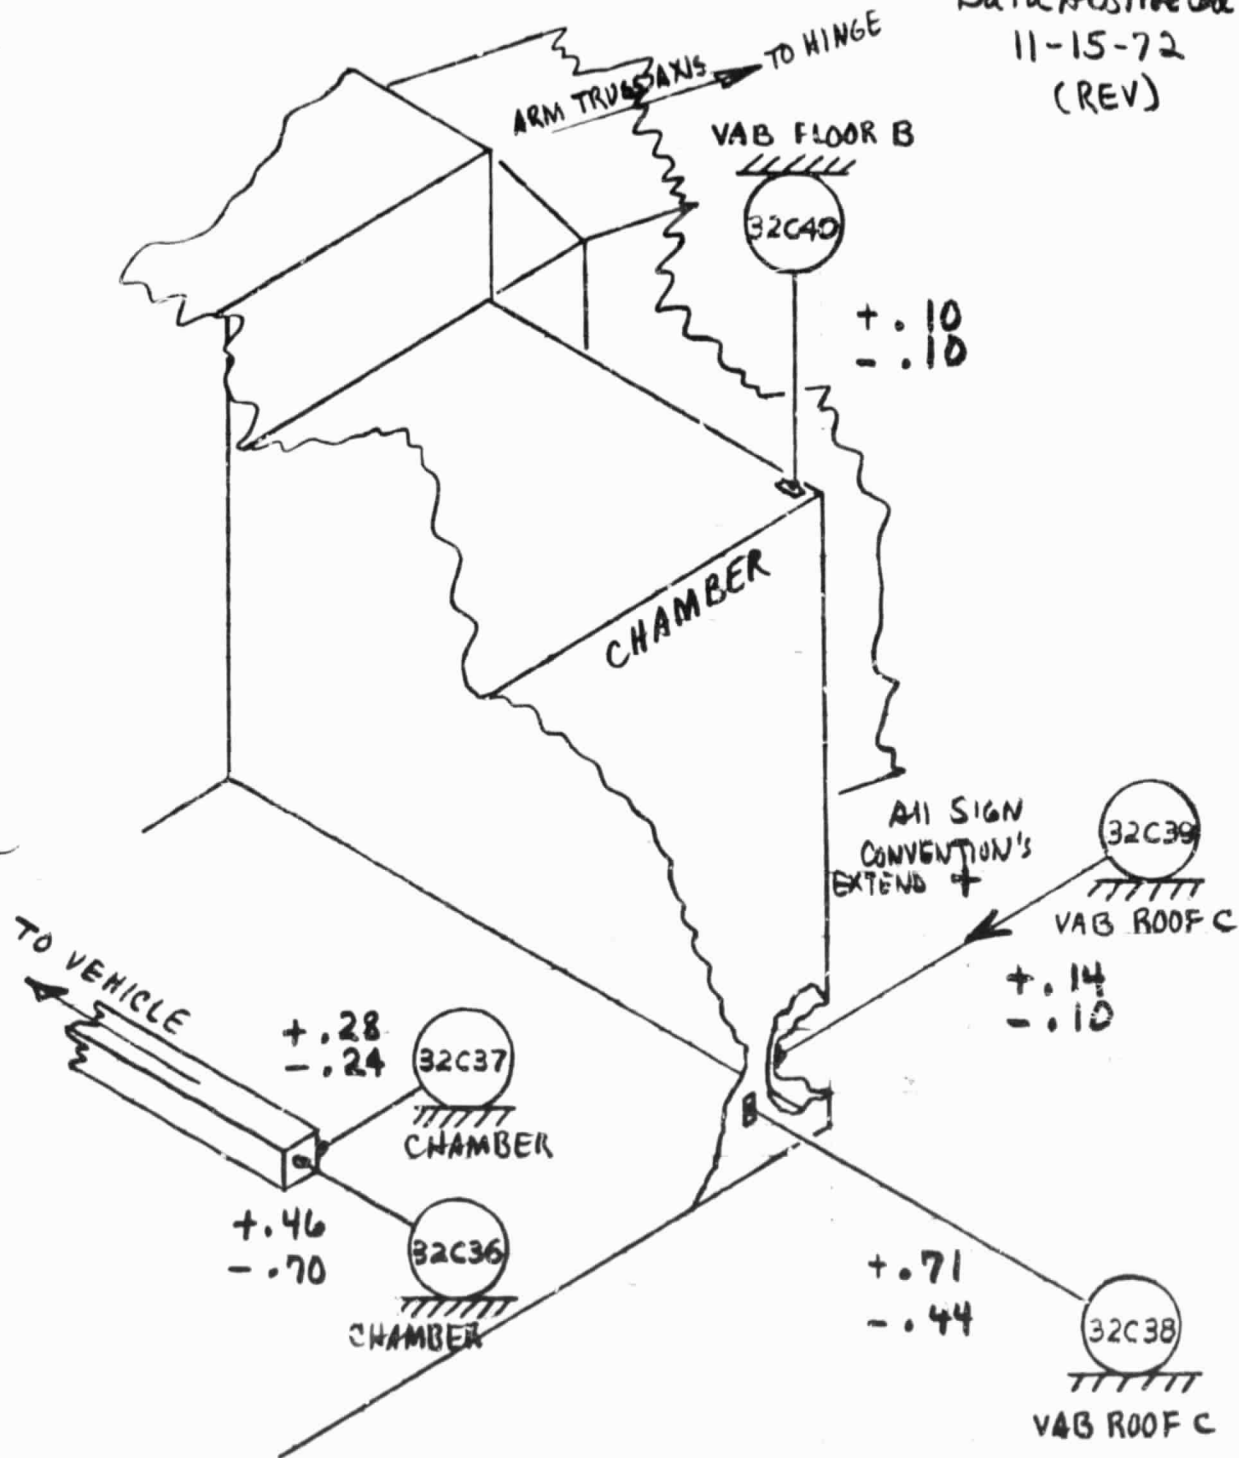 11-15-72
(REV)
TO HINGE
ARM TRUSS AXIS
VAB FLOOR B
32C40
+.10
-.10
CHAMBER
All SIGN
CONVENTION'S
EXTEND +
32C39
VAB ROOF C
+.14
-.10
TO VEHICLE
+.28
-.24
32C37
CHAMBER
+.46
-.70
32C36
CHAMBER
+.71
-.44
32C38
VAB ROOF C